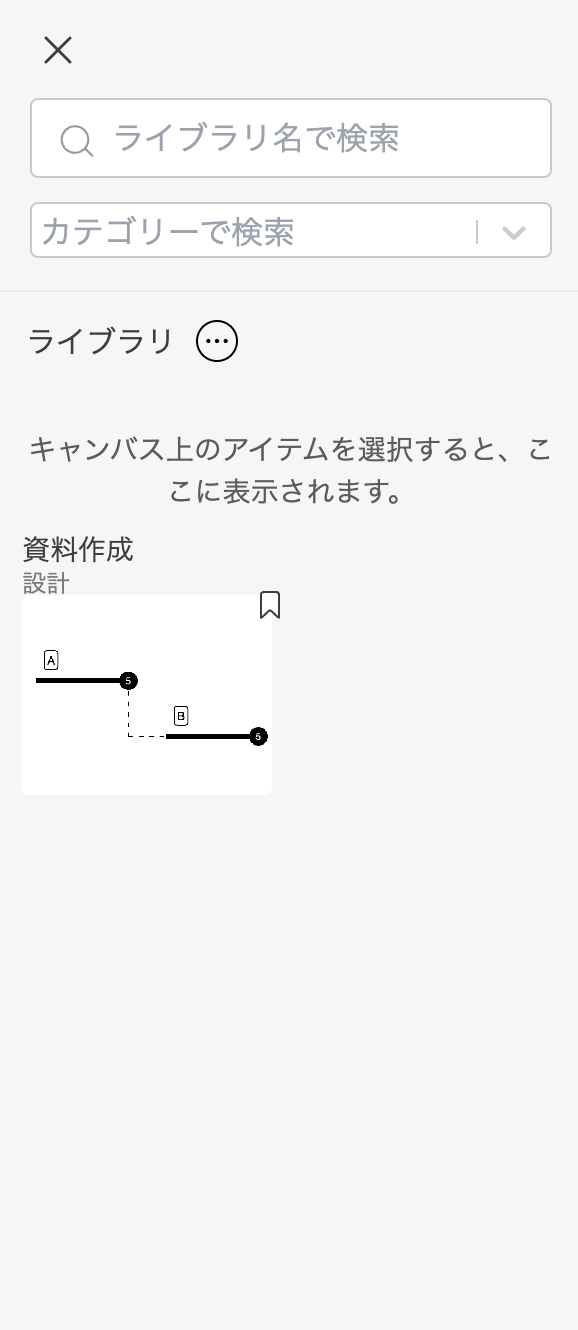 ライブラリ名で検索
カテゴリーで検索
ライブラリ
キャンバス上のアイテムを選択すると、こ
こに表示されます。
資料作成
設計
A
5
B
5